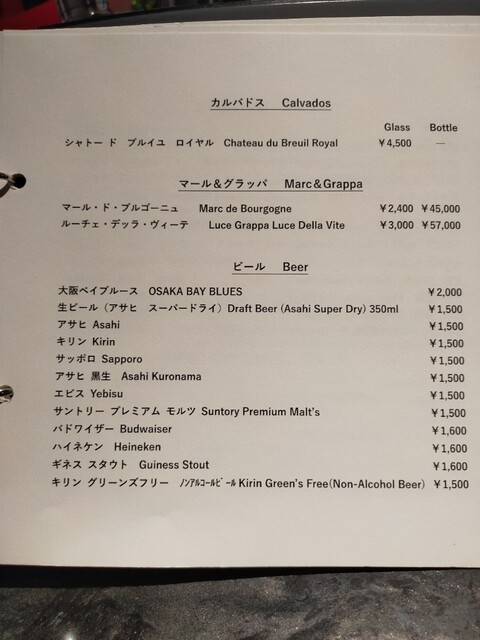 カルバドス Calvados
Glass Bottle
シャトー ド ブルイユ ロイヤル Chateau du Breuil Royal ¥4,500 —
マール＆グラッパ Marc＆Grappa
マール・ド・ブルゴーニュ Marc de Bourgogne ¥2,400 ¥45,000
ルーチェ・デッラ・ヴィーテ Luce Grappa Luce Della Vite ¥3,000 ¥57,000
ビール Beer
大阪ベイブルース OSAKA BAY BLUES ¥2,000
生ビール（アサヒ スーパードライ）Draft Beer (Asahi Super Dry) 350ml ¥1,500
アサヒ Asahi ¥1,500
キリン Kirin ¥1,500
サッポロ Sapporo ¥1,500
アサヒ 黒生 Asahi Kuronama ¥1,500
エビス Yebisu ¥1,500
サントリー プレミアム モルツ Suntory Premium Malt's ¥1,500
バドワイザー Budwaiser ¥1,600
ハイネケン Heineken ¥1,600
ギネス スタウト Guiness Stout ¥1,600
キリン グリーンズフリー ﾉﾝｱﾙｺｰﾙﾋﾞｰﾙ Kirin Green's Free(Non-Alcohol Beer) ¥1,500